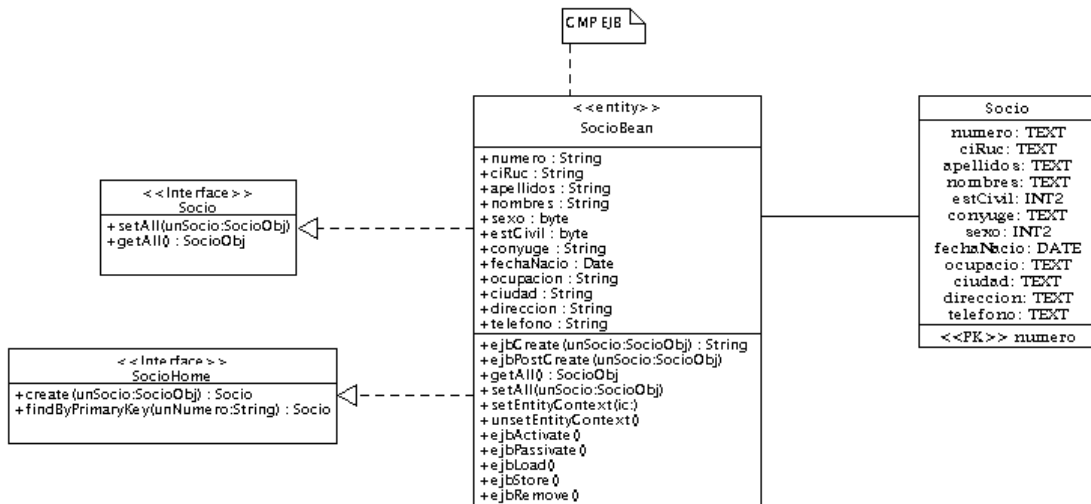 CMP EJB
<<entity>>
SocioBean
+numero : String
+ciRuc : String
+apellidos : String
+nombres : String
+sexo : byte
+estCivil : byte
+conyuge : String
+fechaNacio : Date
+ocupacion : String
+ciudad : String
+direccion : String
+telefono : String
+ejbCreate(unSocio:SocioObj) : String
+ejbPostCreate(unSocio:SocioObj)
+getAll() : SocioObj
+setAll(unSocio:SocioObj)
+setEntityContext(ic:)
+unsetEntityContext()
+ejbActivate()
+ejbPassivate()
+ejbLoad()
+ejbStore()
+ejbRemove()
<<Interface>>
Socio
+setAll(unSocio:SocioObj)
+getAll() : SocioObj
<<Interface>>
SocioHome
+create(unSocio:SocioObj) : Socio
+findByPrimaryKey(unNumero:String) : Socio
Socio
numero: TEXT
ciRuc: TEXT
apellidos: TEXT
nombres: TEXT
estCivil: INT2
conyuge: TEXT
sexo: INT2
fechaNacio: DATE
ocupacio: TEXT
ciudad: TEXT
direccion: TEXT
telefono: TEXT
<<PK>> numero